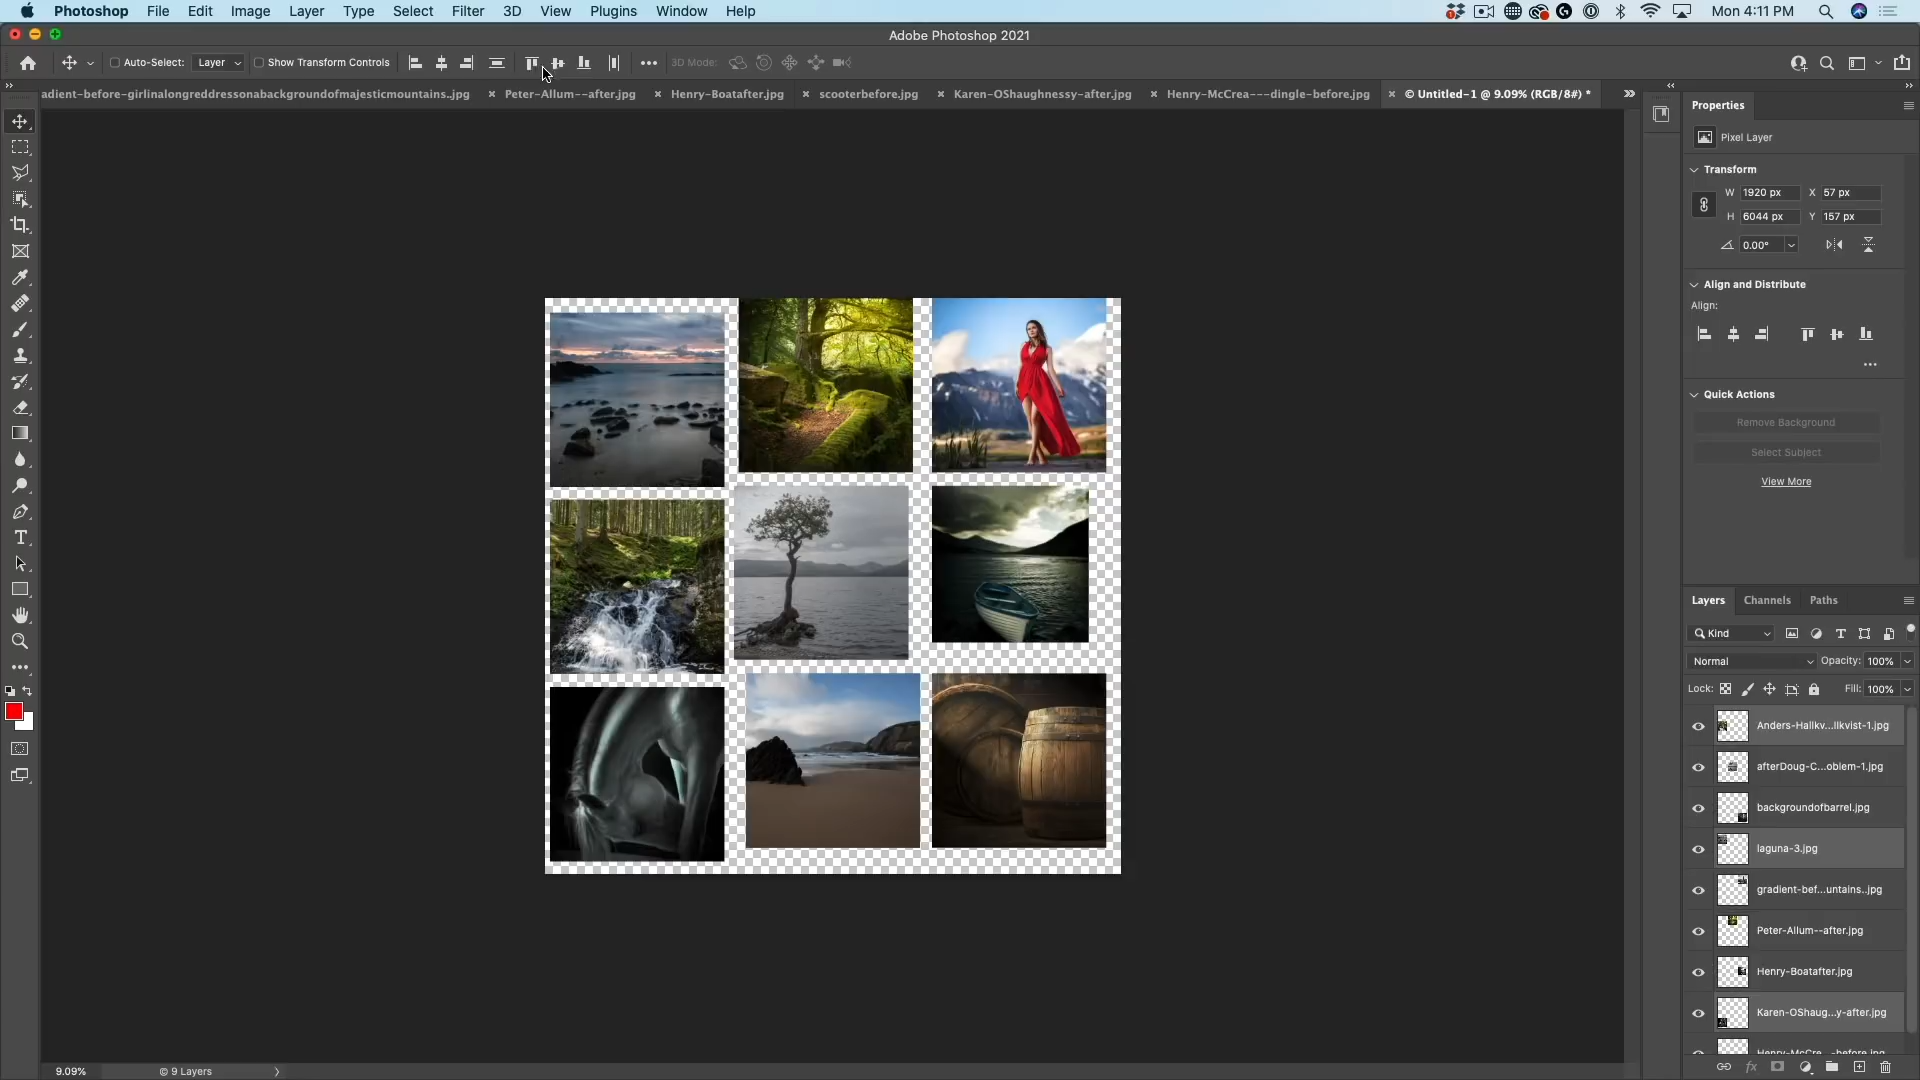 Photoshop File Edit Image Layer Type Select Filter 3D View Plugins Window Help Mon 4:11 PM
Adobe Photoshop 2021
Auto-Select: Layer Show Transform Controls 3D Mode:
adient-before-girlinalongreddressonabackgroundofmajesticmountains..jpg × Peter-Allum--after.jpg × Henry-Boatafter.jpg × scooterbefore.jpg × Karen-OShaughnessy-after.jpg × Henry-McCrea---dingle-before.jpg × © Untitled-1 @ 9.09% (RGB/8#) *
Properties
Pixel Layer
Transform
W 1920 px X 57 px
H 6044 px Y 157 px
0.00°
Align and Distribute
Align:
Quick Actions
Remove Background
Select Subject
View More
Layers Channels Paths
Kind
Normal Opacity: 100%
Lock: Fill: 100%
Anders-Hallkv...llkvist-1.jpg
afterDoug-C...oblem-1.jpg
backgroundofbarrel.jpg
laguna-3.jpg
gradient-bef...untains..jpg
Peter-Allum--after.jpg
Henry-Boatafter.jpg
Karen-OShaug...y-after.jpg
Henry-McCre...-before.jpg
9.09% © 9 Layers